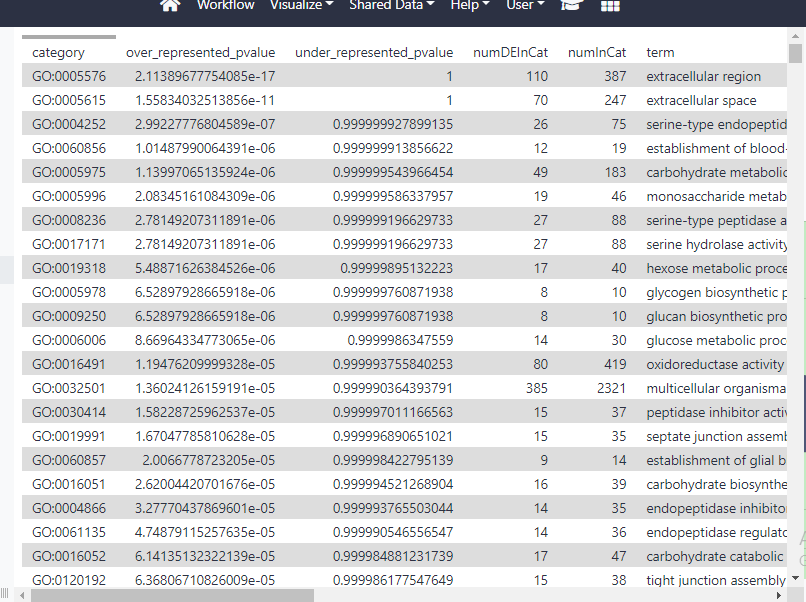 Workflow Visualize Shared Data Help User
category over_represented_pvalue under_represented_pvalue numDEInCat numInCat term
GO:0005576 2.11389677754085e-17 1 110 387 extracellular region
GO:0005615 1.55834032513856e-11 1 70 247 extracellular space
GO:0004252 2.99227776804589e-07 0.999999927899135 26 75 serine-type endopeptid
GO:0060856 1.01487990064391e-06 0.999999913856622 12 19 establishment of blood-
GO:0005975 1.13997065135924e-06 0.999999543966454 49 183 carbohydrate metabolic
GO:0005996 2.08345161084309e-06 0.999999586337957 19 46 monosaccharide metab
GO:0008236 2.78149207311891e-06 0.999999196629733 27 88 serine-type peptidase a
GO:0017171 2.78149207311891e-06 0.999999196629733 27 88 serine hydrolase activity
GO:0019318 5.48871626384526e-06 0.99999895132223 17 40 hexose metabolic proce
GO:0005978 6.52897928665918e-06 0.999999760871938 8 10 glycogen biosynthetic p
GO:0009250 6.52897928665918e-06 0.999999760871938 8 10 glucan biosynthetic pro
GO:0006006 8.66964334773065e-06 0.9999986347559 14 30 glucose metabolic proc
GO:0016491 1.19476209999328e-05 0.999993755840253 80 419 oxidoreductase activity
GO:0032501 1.36024126159191e-05 0.999990364393791 385 2321 multicellular organisma
GO:0030414 1.58228725962537e-05 0.999997011166563 15 37 peptidase inhibitor activ
GO:0019991 1.67047785810628e-05 0.999996890651021 15 35 septate junction assemb
GO:0060857 2.0066778723205e-05 0.999998422795139 9 14 establishment of glial b
GO:0016051 2.62004420701676e-05 0.999994521268904 16 39 carbohydrate biosynthe
GO:0004866 3.27770437869601e-05 0.999993765503044 14 35 endopeptidase inhibito
GO:0061135 4.74879115257635e-05 0.999990546556547 14 36 endopeptidase regulato
GO:0016052 6.14135132322139e-05 0.999984881231739 17 47 carbohydrate catabolic
GO:0120192 6.36806710826009e-05 0.999986177547649 15 38 tight junction assembly